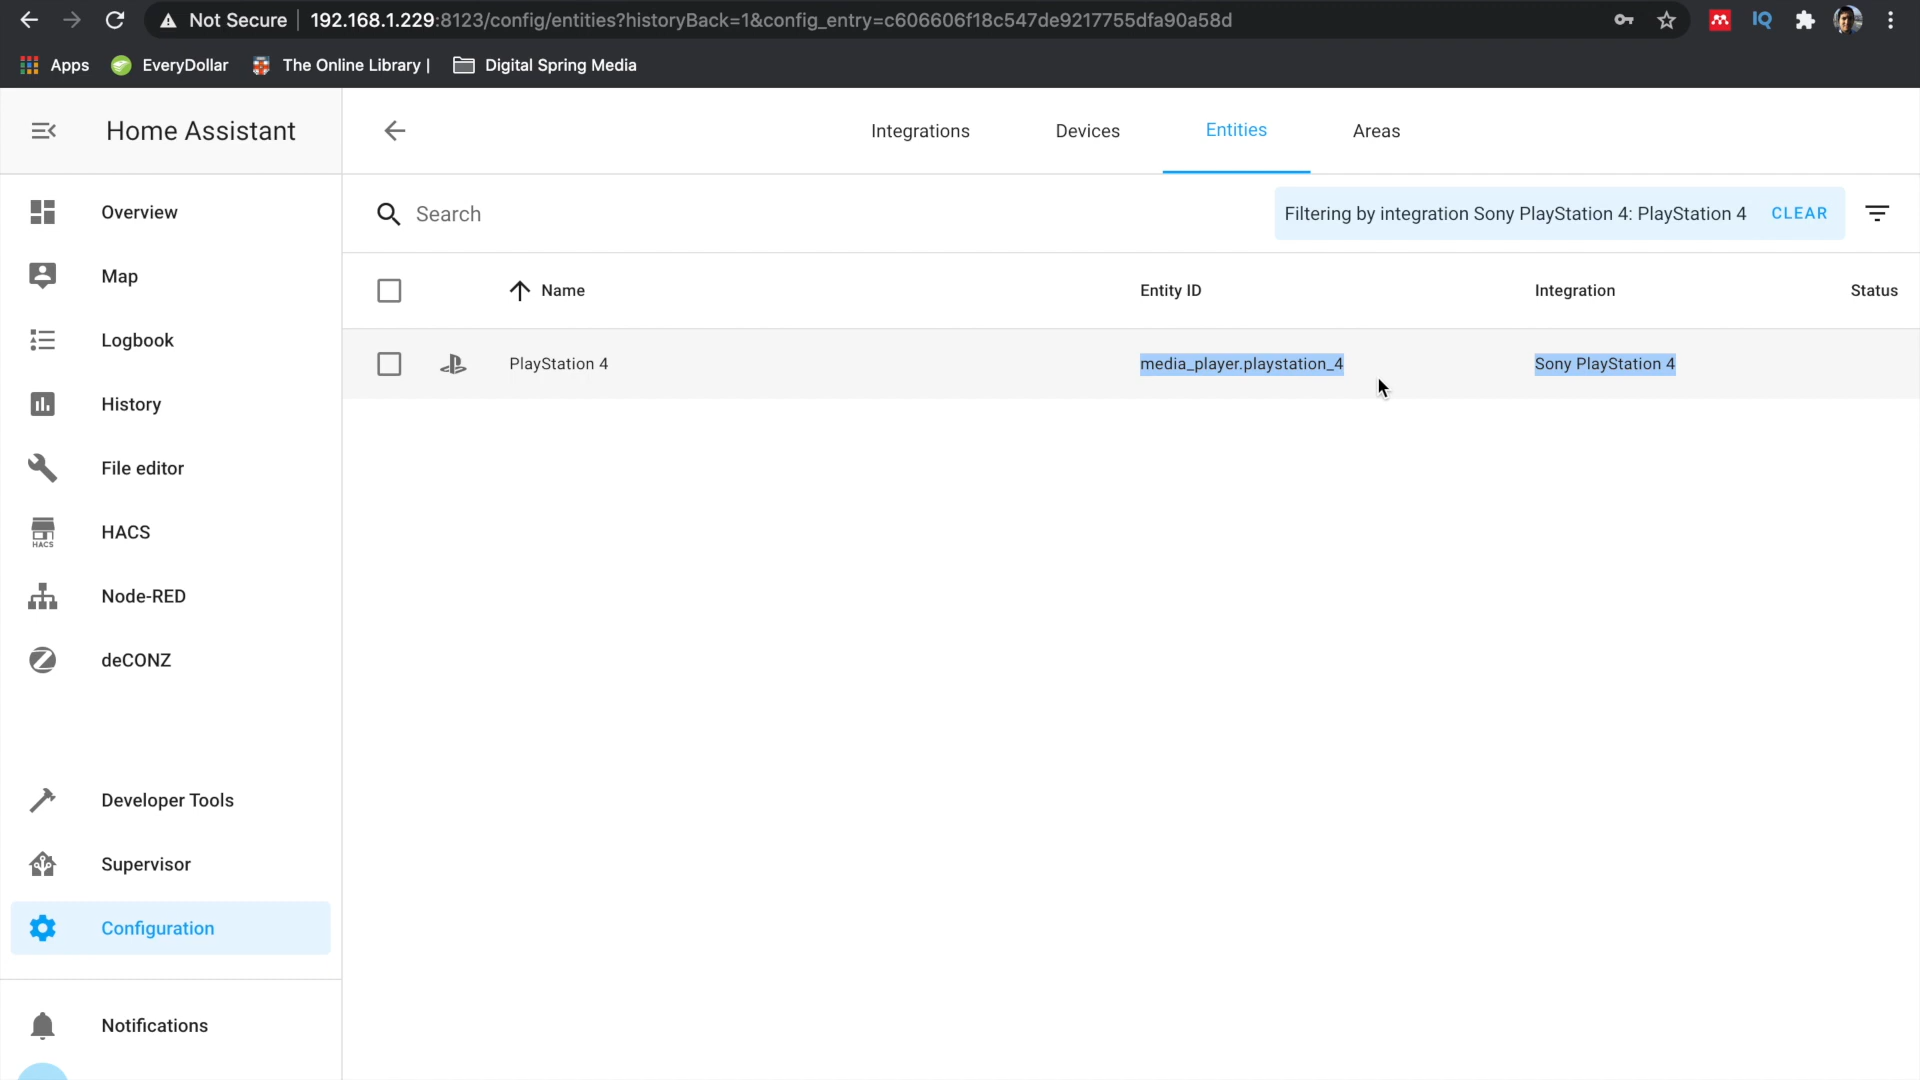 Not Secure | 192.168.1.229:8123/config/entities?historyBack=1&config_entry=c606606f18c547de9217755dfa90a58d
IQ
Apps EveryDollar The Online Library | Digital Spring Media
Home Assistant
Integrations Devices Entities Areas
Overview
Search
Filtering by integration Sony PlayStation 4: PlayStation 4 CLEAR
Map
Name Entity ID Integration Status
Logbook
PlayStation 4 media_player.playstation_4 Sony PlayStation 4
History
File editor
HACS
HACS
Node-RED
deCONZ
Developer Tools
Supervisor
Configuration
Notifications